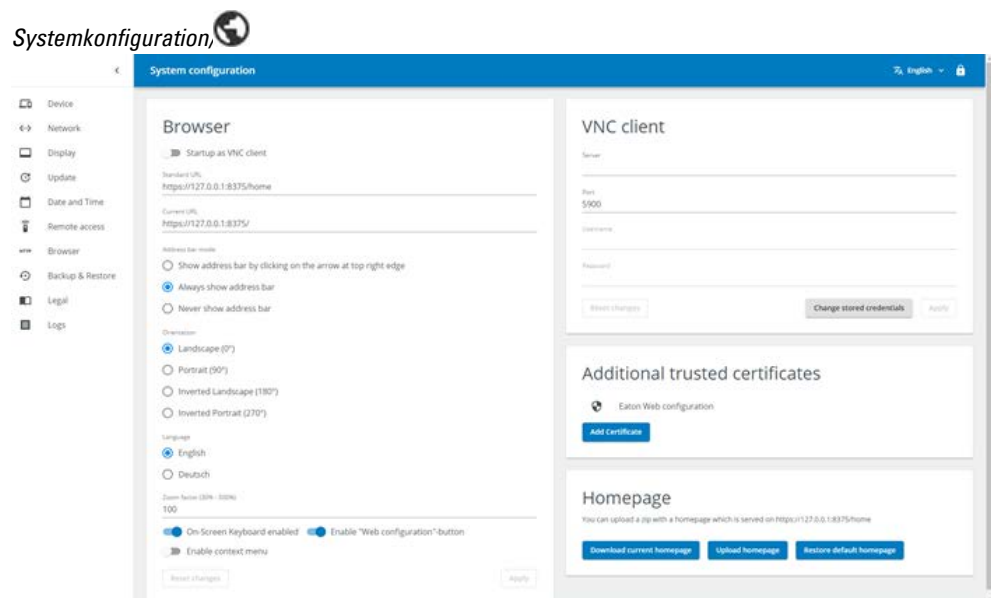 Systemkonfiguration,
System configuration
English
Device
Network
Display
Update
Date and Time
Remote access
Browser
Backup & Restore
Legal
Logs
Browser
Startup as VNC client
Standard URL
https://127.0.0.1:8375/home
Current URL
https://127.0.0.1:8375/
Address bar mode
Show address bar by clicking on the arrow at top right edge
Always show address bar
Never show address bar
Orientation
Landscape (0°)
Portrait (90°)
Inverted Landscape (180°)
Inverted Portrait (270°)
Language
English
Deutsch
Zoom factor (30% - 300%)
100
On-Screen Keyboard enabled
Enable "Web configuration"-button
Enable context menu
Reset changes
Apply
VNC client
Server
Port
5900
Username
Password
Reset changes
Change stored credentials
Apply
Additional trusted certificates
Eaton Web configuration
Add Certificate
Homepage
You can upload a zip with a homepage which is served on https://127.0.0.1:8375/home
Download current homepage
Upload homepage
Restore default homepage